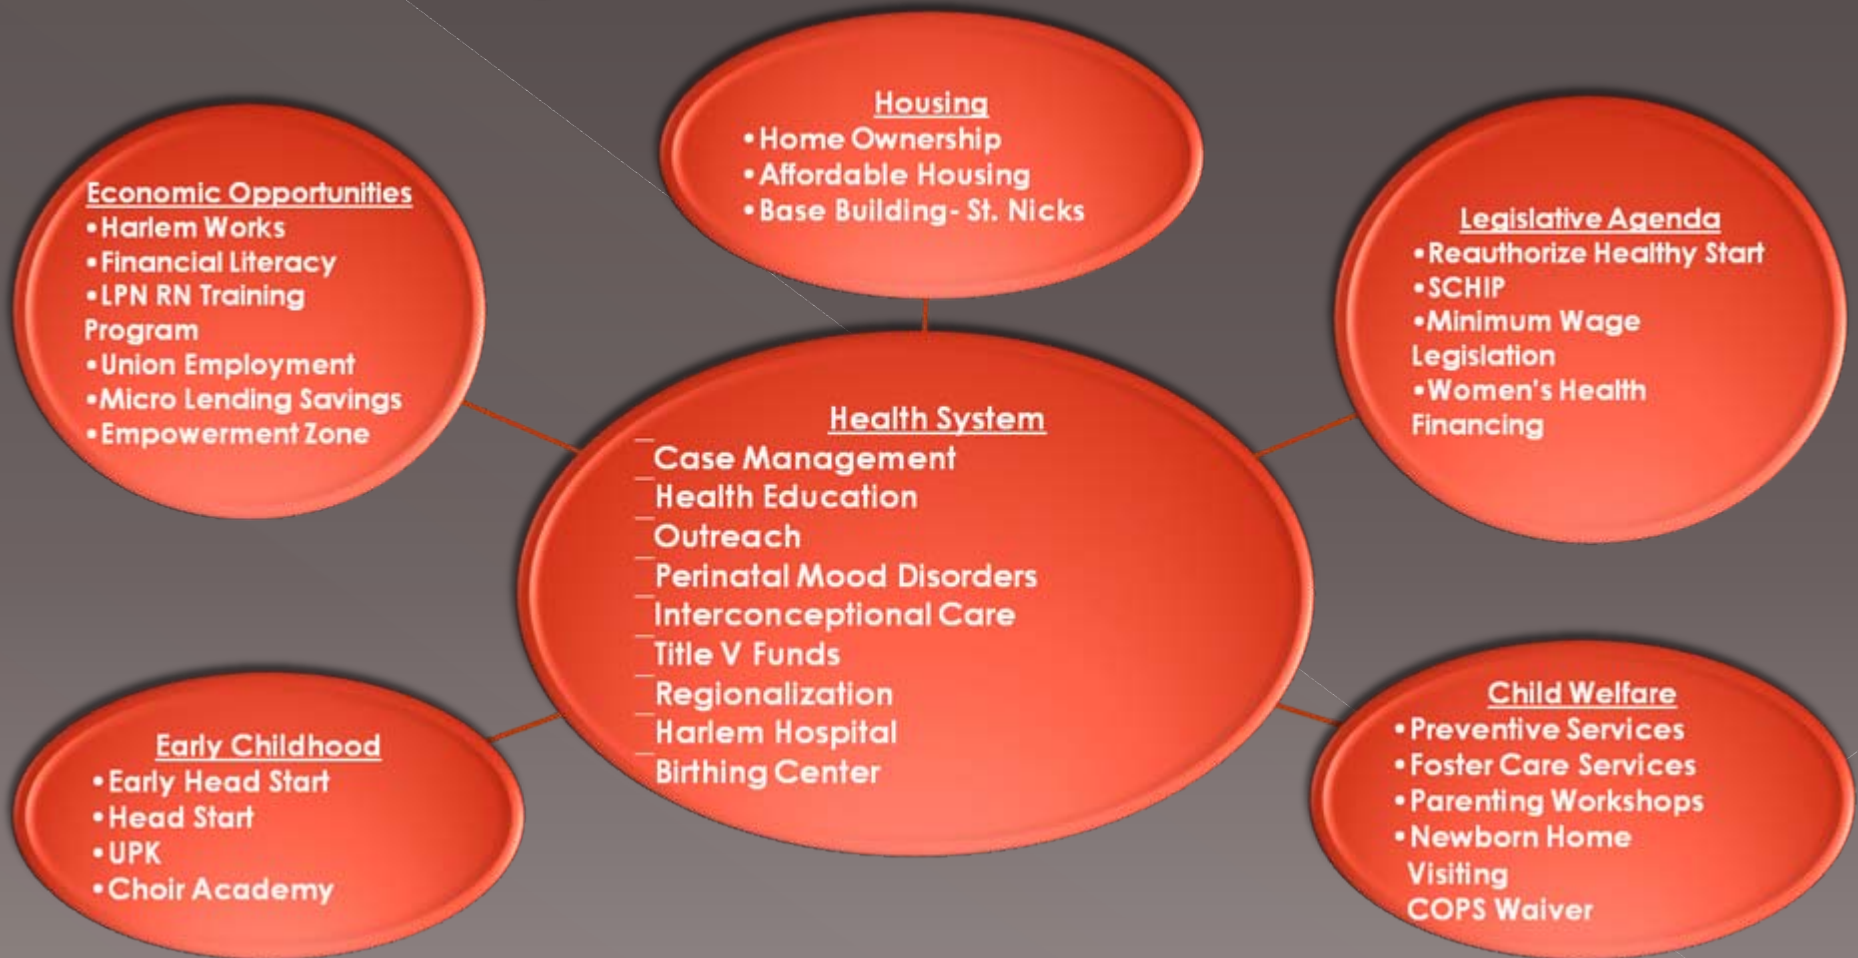 Housing
•Home Ownership
•Affordable Housing
•Base Building- St. Nicks
Economic Opportunities
•Harlem Works
•Financial Literacy
•LPN RN Training
Program
•Union Employment
•Micro Lending Savings
•Empowerment Zone
Legislative Agenda
•Reauthorize Healthy Start
•SCHIP
•Minimum Wage
Legislation
•Women's Health
Financing
Health System
Case Management
Health Education
Outreach
Perinatal Mood Disorders
Interconceptional Care
Title V Funds
Regionalization
Harlem Hospital
Birthing Center
Early Childhood
•Early Head Start
•Head Start
•UPK
•Choir Academy
Child Welfare
•Preventive Services
•Foster Care Services
•Parenting Workshops
•Newborn Home
Visiting
COPS Waiver